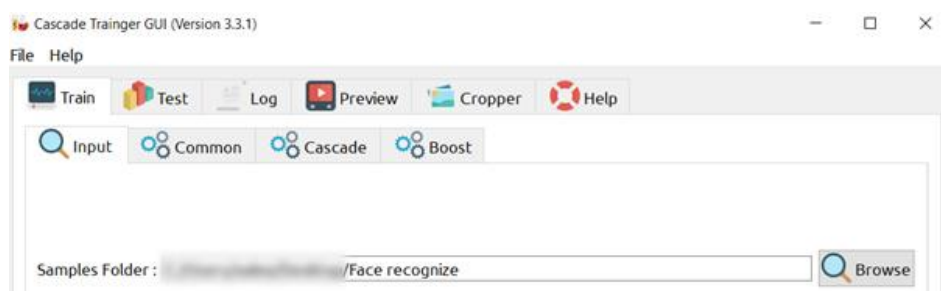 Cascade Trainger GUI (Version 3.3.1)
File Help
Train Test Log Preview Cropper Help
Input Common Cascade Boost
Samples Folder : /Face recognize Browse